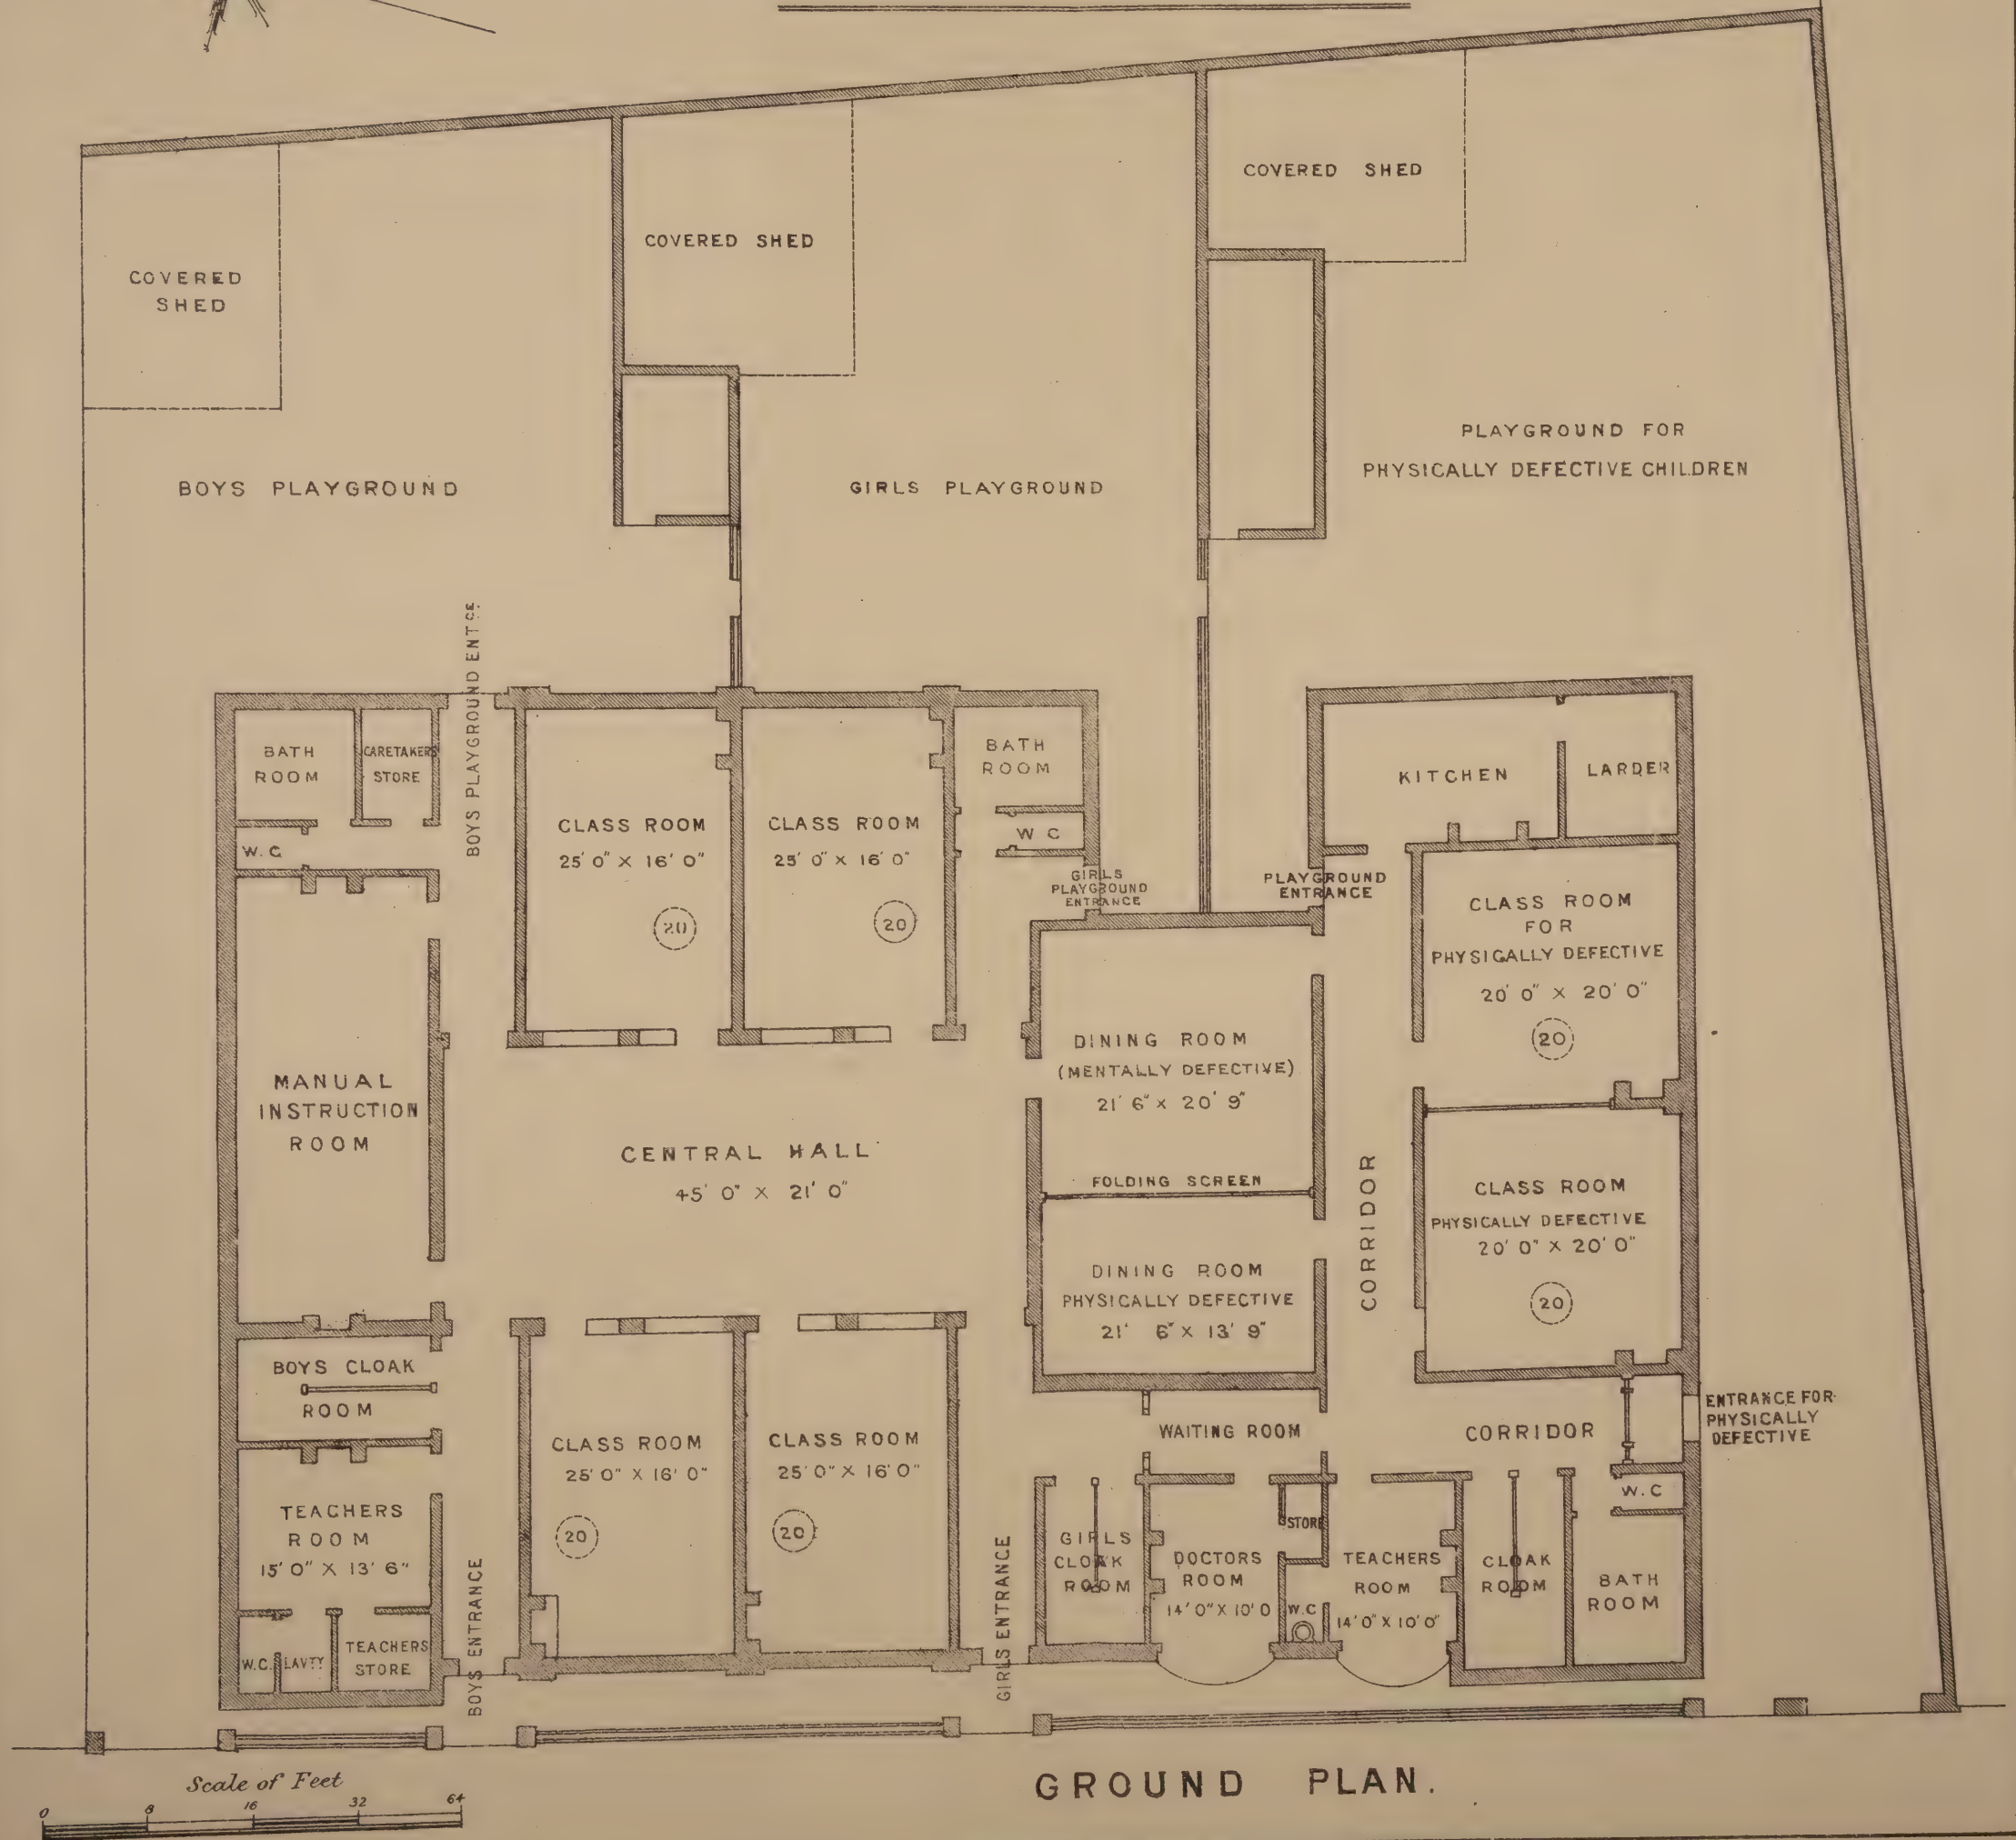 COVERED SHED
COVERED SHED
COVERED
SHED
PLAYGROUND FOR
PHYSICALLY DEFECTIVE CHILDREN
BOYS PLAYGROUND
GIRLS PLAYGROUND
BOYS PLAYGROUND ENTCE.
BATH
ROOM
CARETAKERS
STORE
W.C
CLASS ROOM
25' 0" X 16' 0"
20
CLASS ROOM
25' 0" X 16' 0"
20
BATH
ROOM
W C
GIRLS
PLAYGROUND
ENTRANCE
PLAYGROUND
ENTRANCE
KITCHEN
LARDER
CLASS ROOM
FOR
PHYSICALLY DEFECTIVE
20' 0" X 20' 0"
20
MANUAL
INSTRUCTION
ROOM
CENTRAL HALL
45' 0" X 21' 0"
DINING ROOM
(MENTALLY DEFECTIVE)
21' 6" X 20' 9"
FOLDING SCREEN
DINING ROOM
PHYSICALLY DEFECTIVE
21' 6" X 13' 9"
CORRIDOR
CLASS ROOM
PHYSICALLY DEFECTIVE
20' 0" X 20' 0"
20
BOYS CLOAK
ROOM
CLASS ROOM
25' 0" X 16' 0"
20
CLASS ROOM
25' 0" X 16' 0"
20
WAITING ROOM
CORRIDOR
ENTRANCE FOR
PHYSICALLY
DEFECTIVE
W.C
TEACHERS
ROOM
15' 0" X 13' 6"
W.C.
LAVTY
TEACHERS
STORE
BOYS ENTRANCE
GIRLS ENTRANCE
GIRLS
CLOAK
ROOM
DOCTORS
ROOM
14' 0" X 10' 0
STORE
W.C
TEACHERS
ROOM
14' 0" X 10' 0"
CLOAK
ROOM
BATH
ROOM
GROUND PLAN.
Scale of Feet
0 8 16 32 64